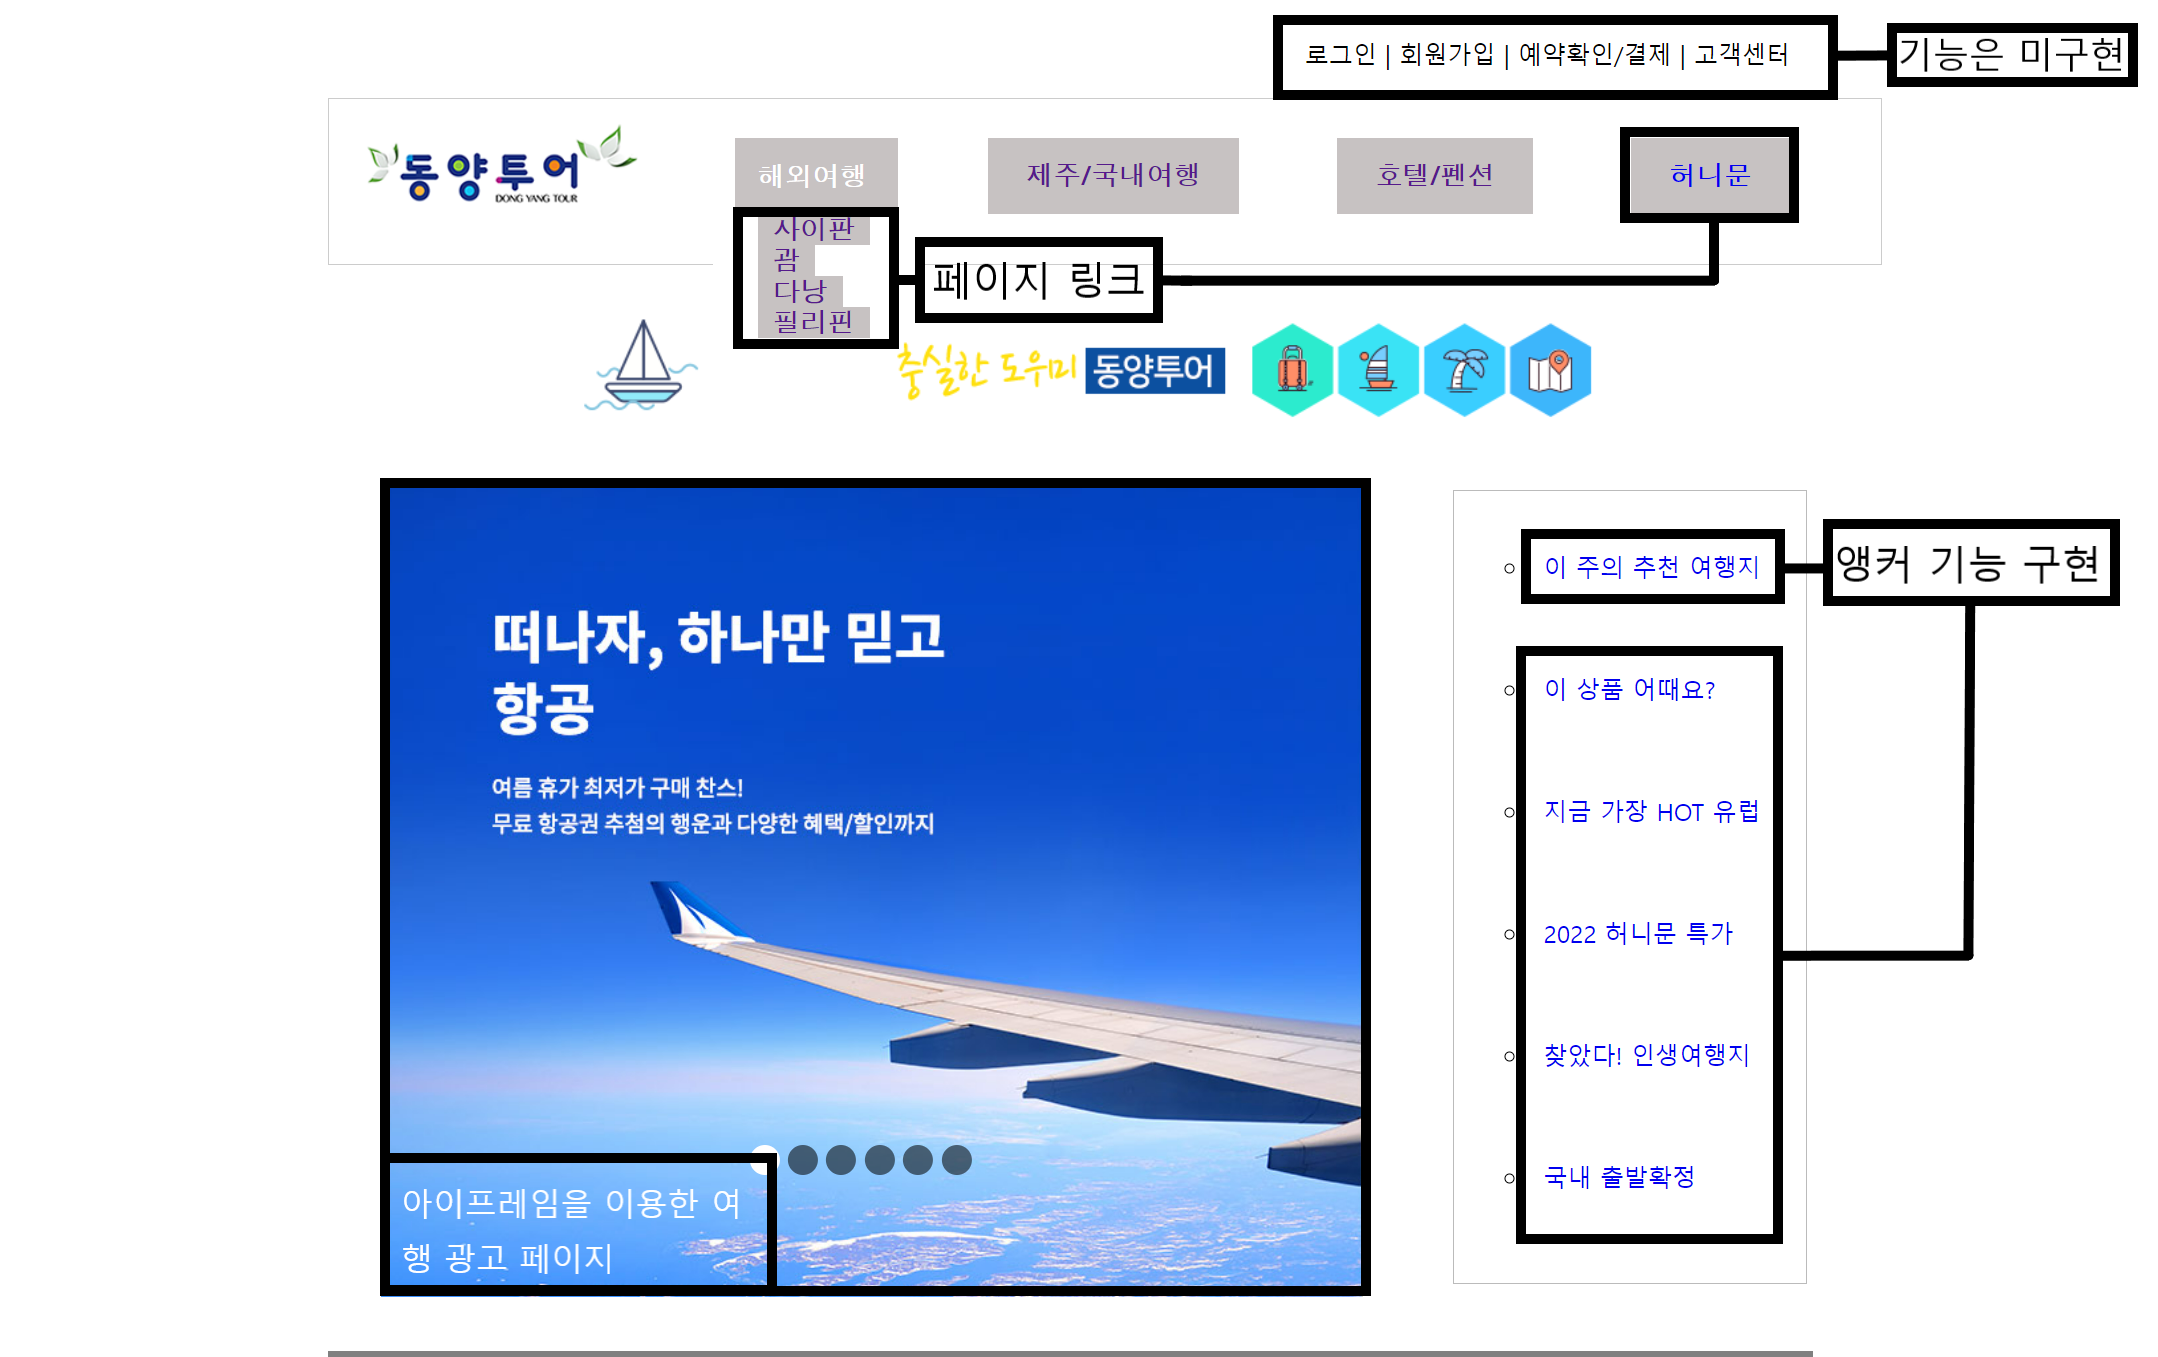 로그인 | 회원가입 | 예약확인/결제 | 고객센터
기능은 미구현
동양투어
DONG YANG TOUR
해외여행
제주/국내여행
호텔/펜션
허니문
사이판
괌
다낭
필리핀
페이지 링크
충실한 도우미 동양투어
떠나자, 하나만 믿고
항공
여름 휴가 최저가 구매 찬스!
무료 항공권 추첨의 행운과 다양한 혜택/할인까지
아이프레임을 이용한 여
행 광고 페이지
이 주의 추천 여행지
앵커 기능 구현
이 상품 어때요?
지금 가장 HOT 유럽
2022 허니문 특가
찾았다! 인생여행지
국내 출발확정